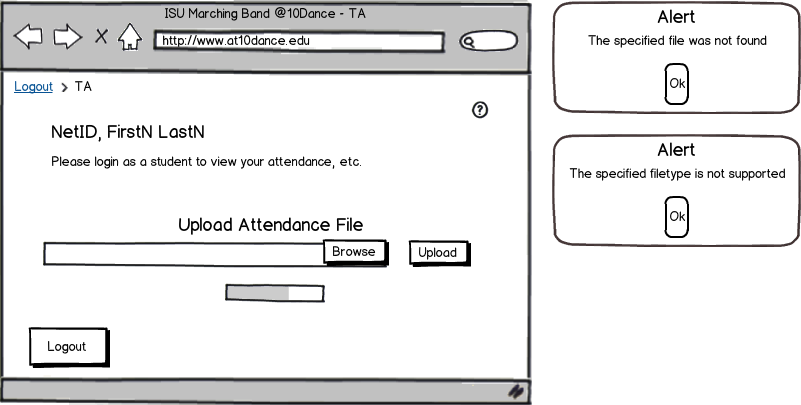 ISU Marching Band @10Dance - TA
http://www.at10dance.edu
Logout > TA
?
NetID, FirstN LastN
Please login as a student to view your attendance, etc.
Upload Attendance File
Browse
Upload
Logout
Alert
The specified file was not found
Ok
Alert
The specified filetype is not supported
Ok